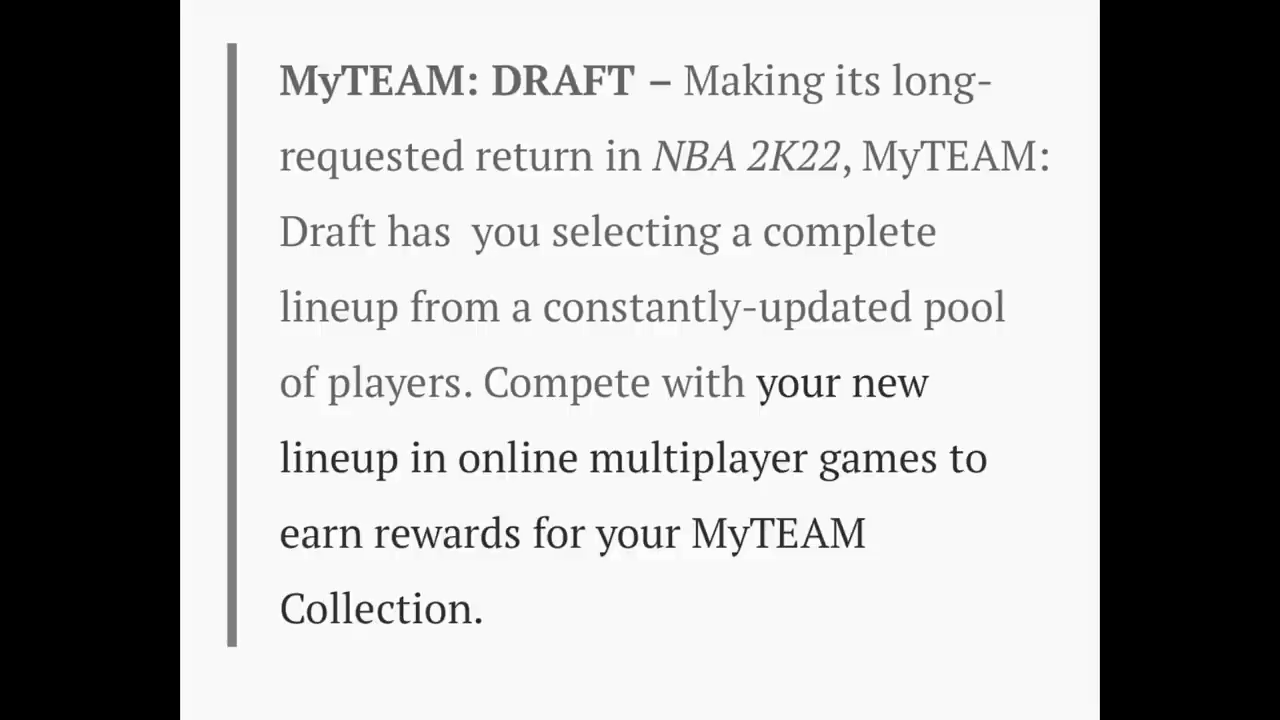 MyTEAM: DRAFT – Making its long-
requested return in NBA 2K22, MyTEAM:
Draft has  you selecting a complete
lineup from a constantly-updated pool
of players. Compete with your new
lineup in online multiplayer games to
earn rewards for your MyTEAM
Collection.